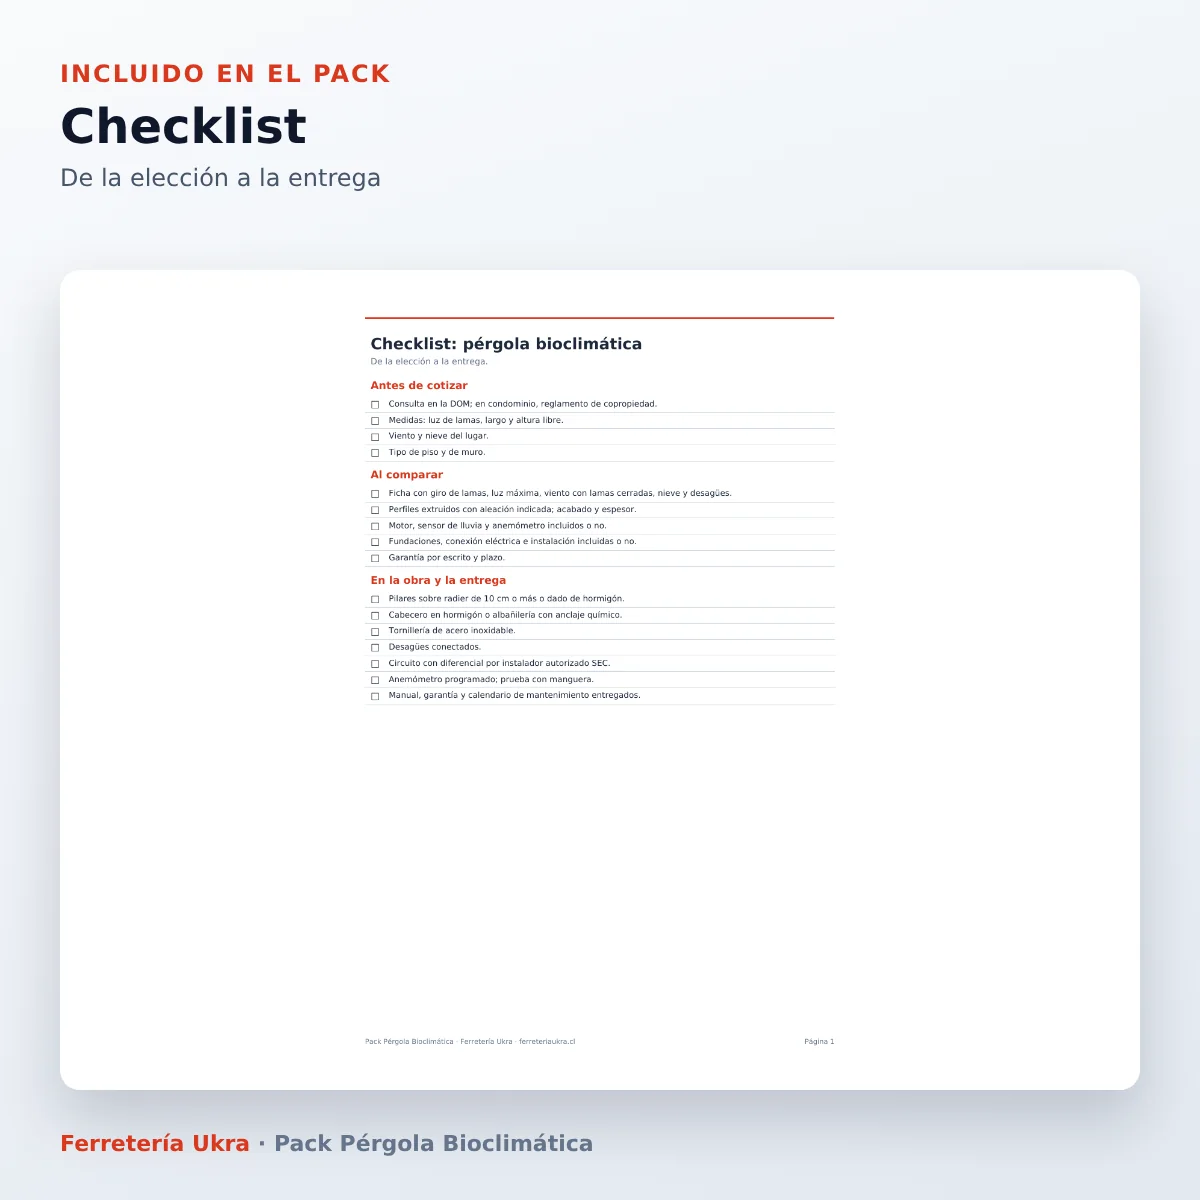 INCLUIDO EN EL PACK
Checklist
De la elección a la entrega
Checklist: pérgola bioclimática
De la elección a la entrega.
Antes de cotizar
☐ Consulta en la DOM; en condominio, reglamento de copropiedad.
☐ Medidas: luz de lamas, largo y altura libre.
☐ Viento y nieve del lugar.
☐ Tipo de piso y de muro.
Al comparar
☐ Ficha con giro de lamas, luz máxima, viento con lamas cerradas, nieve y desagües.
☐ Perfiles extruidos con aleación indicada; acabado y espesor.
☐ Motor, sensor de lluvia y anemómetro incluidos o no.
☐ Fundaciones, conexión eléctrica e instalación incluidas o no.
☐ Garantía por escrito y plazo.
En la obra y la entrega
☐ Pilares sobre radier de 10 cm o más o dado de hormigón.
☐ Cabecero en hormigón o albañilería con anclaje químico.
☐ Tornillería de acero inoxidable.
☐ Desagües conectados.
☐ Circuito con diferencial por instalador autorizado SEC.
☐ Anemómetro programado; prueba con manguera.
☐ Manual, garantía y calendario de mantenimiento entregados.
Pack Pérgola Bioclimática · Ferretería Ukra · ferreteriaukra.cl
Página 1
Ferretería Ukra · Pack Pérgola Bioclimática